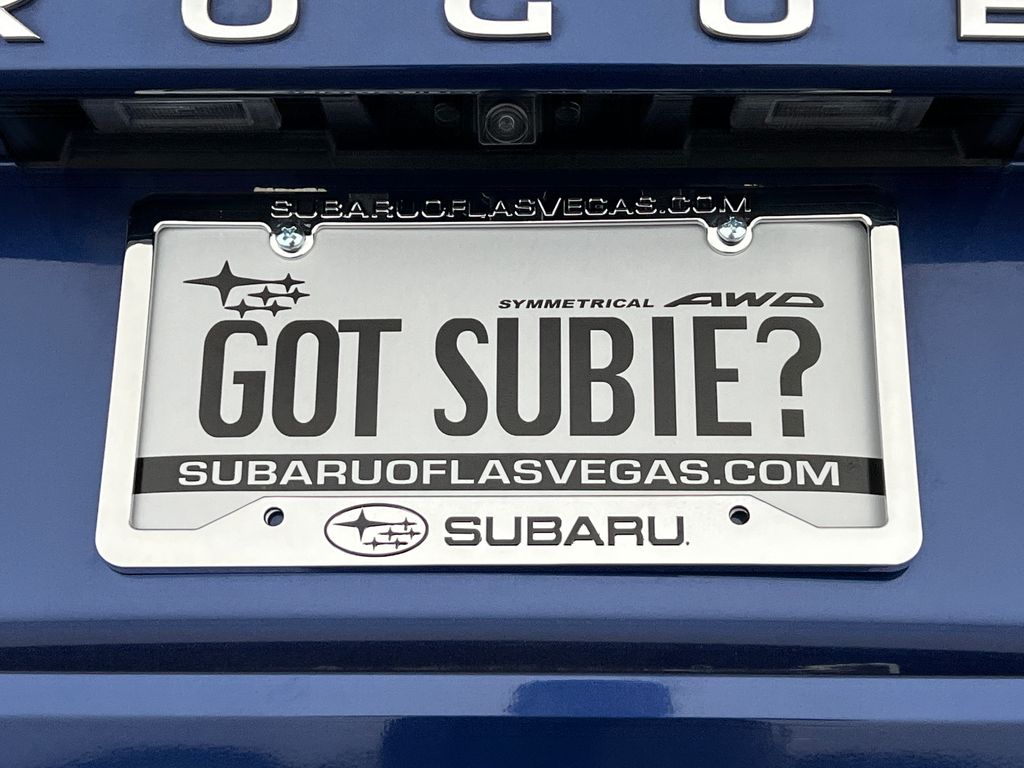 ROGUE
SUBARUOFLASVEGAS.COM
SYMMETRICAL AWD
GOT SUBIE?
SUBARUOFLASVEGAS.COM
SUBARU